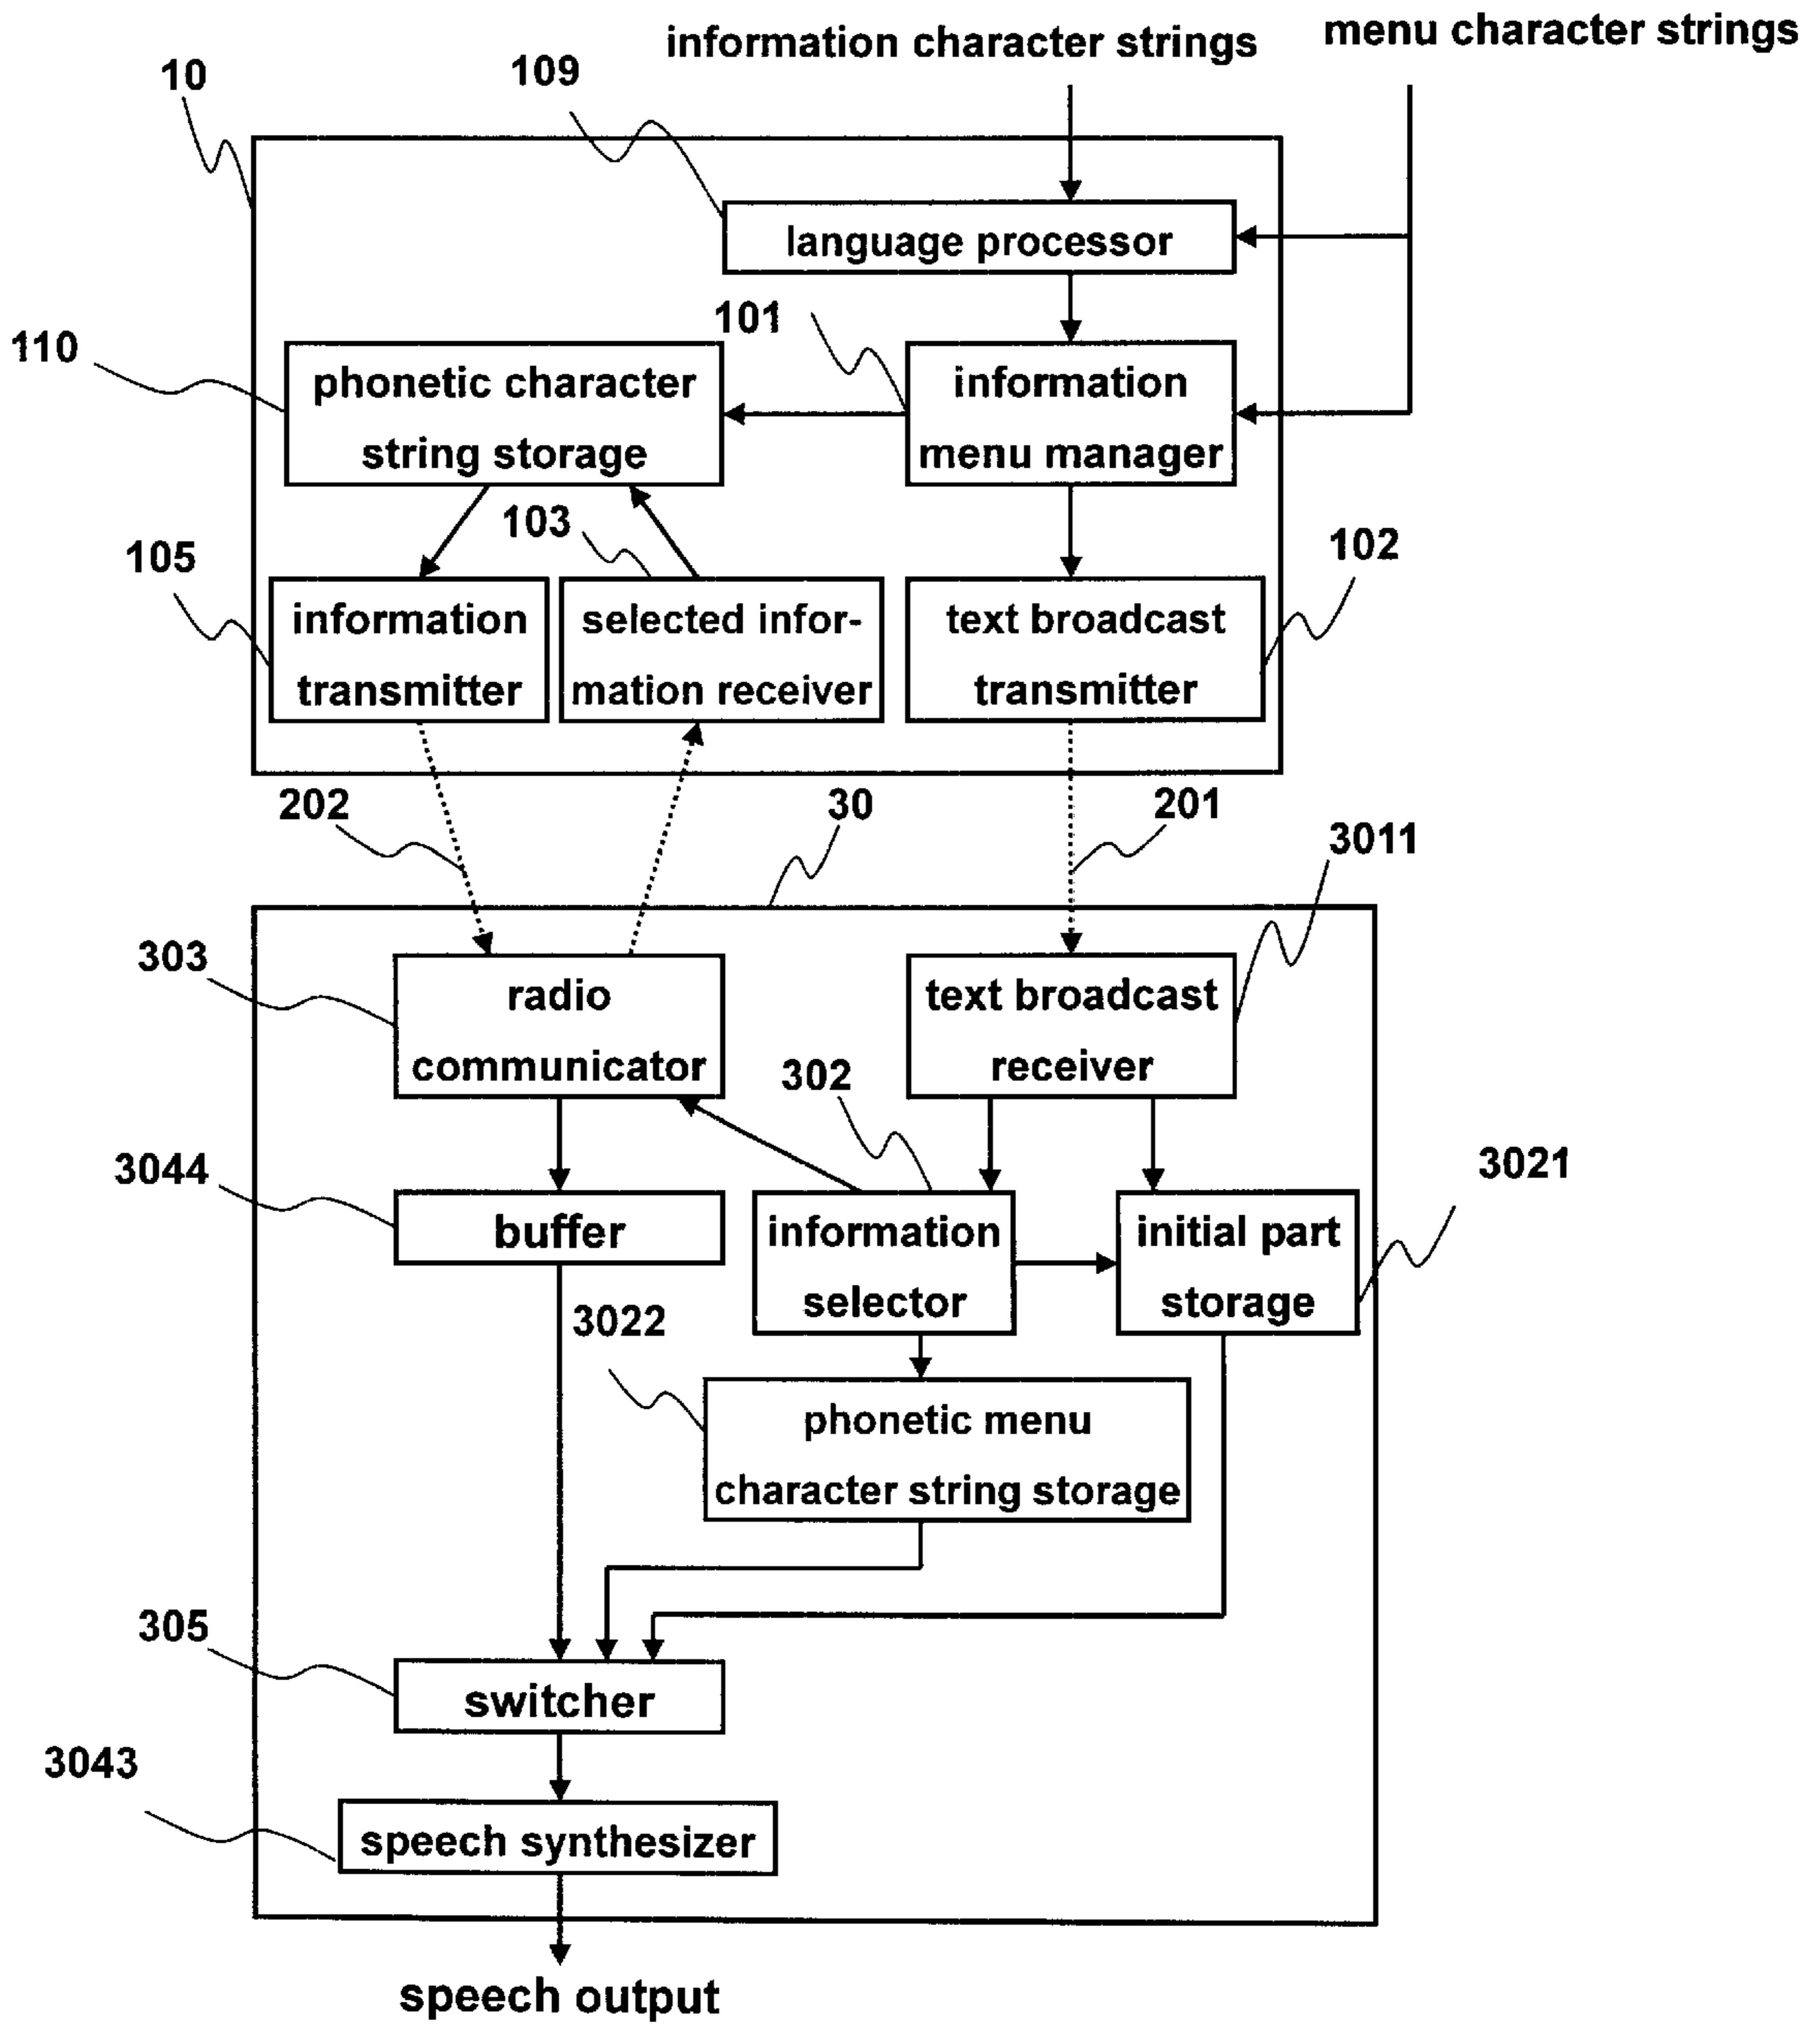 information character strings
menu character strings
10
109
language processor
101
110
phonetic character
string storage
information
menu manager
103
105
102
information
transmitter
selected infor-
mation receiver
text broadcast
transmitter
202
30
201
3011
303
radio
communicator
text broadcast
receiver
302
3044
3021
buffer
information
selector
initial part
storage
3022
phonetic menu
character string storage
305
switcher
3043
speech synthesizer
speech output